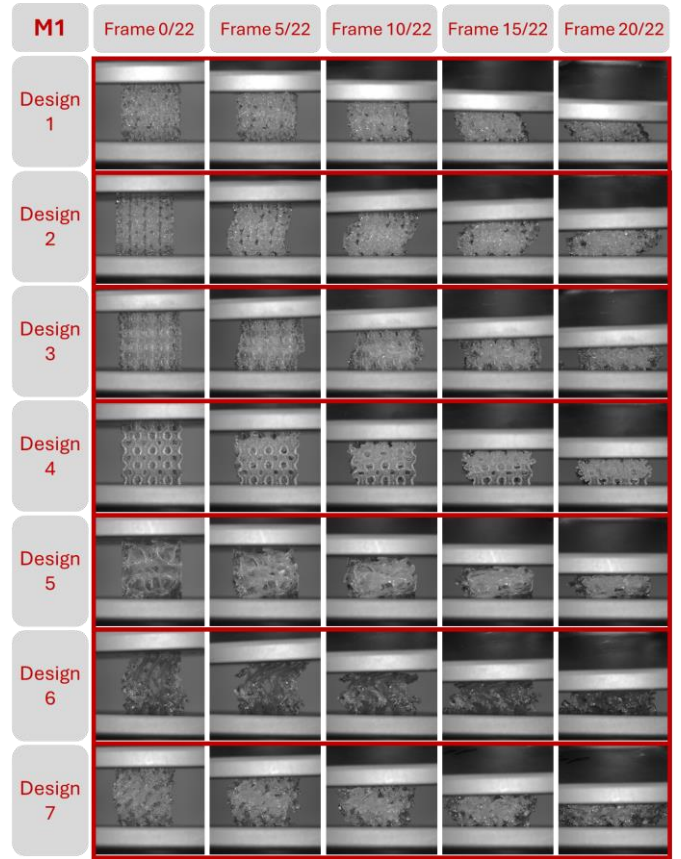 M1
Frame 0/22
Frame 5/22
Frame 10/22
Frame 15/22
Frame 20/22
Design
1
Design
2
Design
3
Design
4
Design
5
Design
6
Design
7